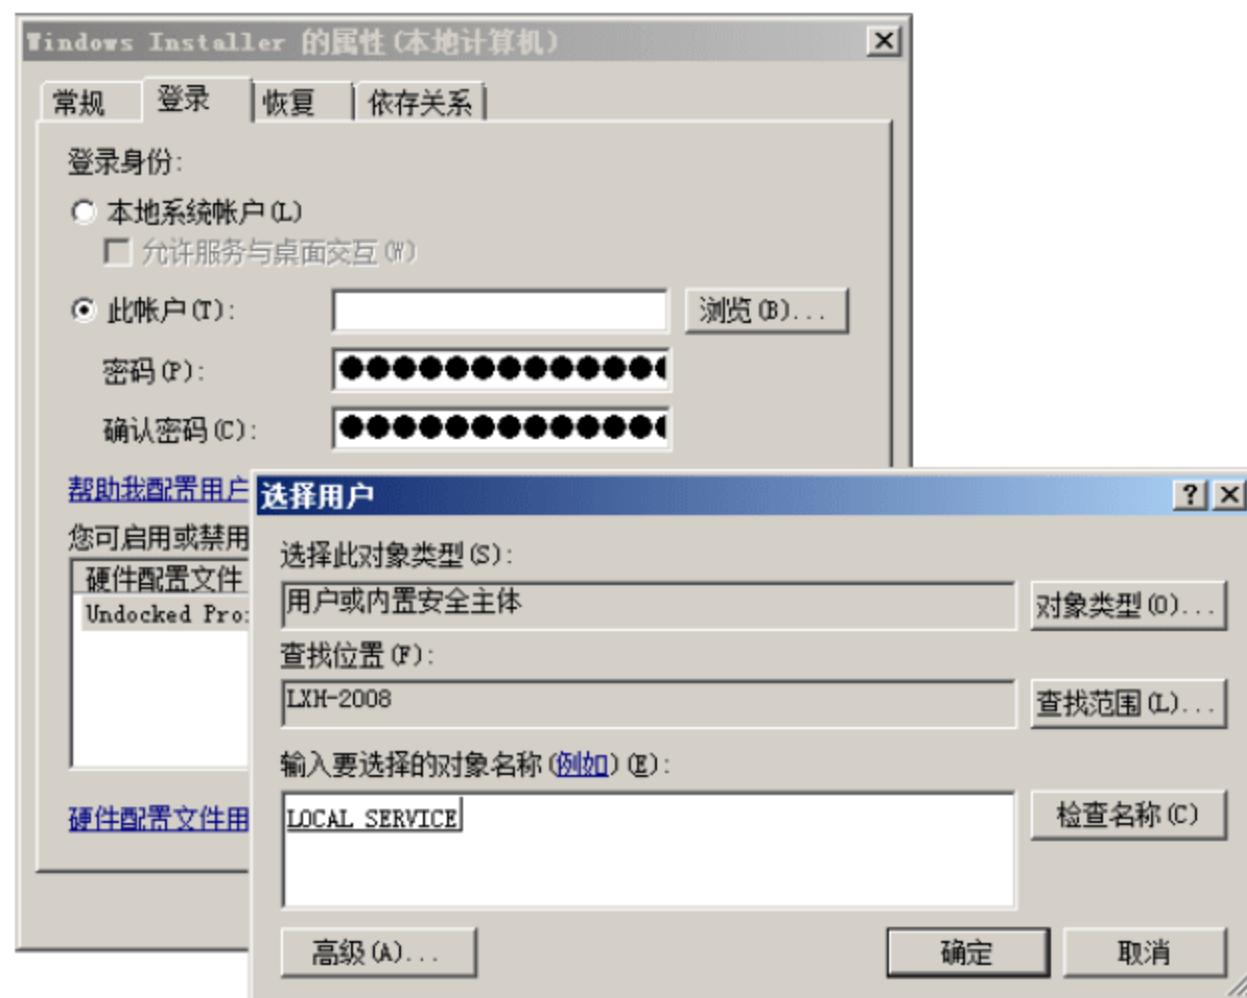 Windows Installer 的属性(本地计算机)
常规 登录 恢复 依存关系
登录身份:
本地系统帐户(L)
允许服务与桌面交互(W)
此帐户(T): 浏览(B)...
密码(P): ●●●●●●●●●●●●●
确认密码(C): ●●●●●●●●●●●●●
帮助我配置用户
您可启用或禁用
硬件配置文件
Undocked Pro
硬件配置文件用
选择用户
选择此对象类型(S):
用户或内置安全主体 对象类型(O)...
查找位置(F):
LXH-2008 查找范围(L)...
输入要选择的对象名称(例如)(E):
LOCAL SERVICE 检查名称(C)
高级(A)... 确定 取消